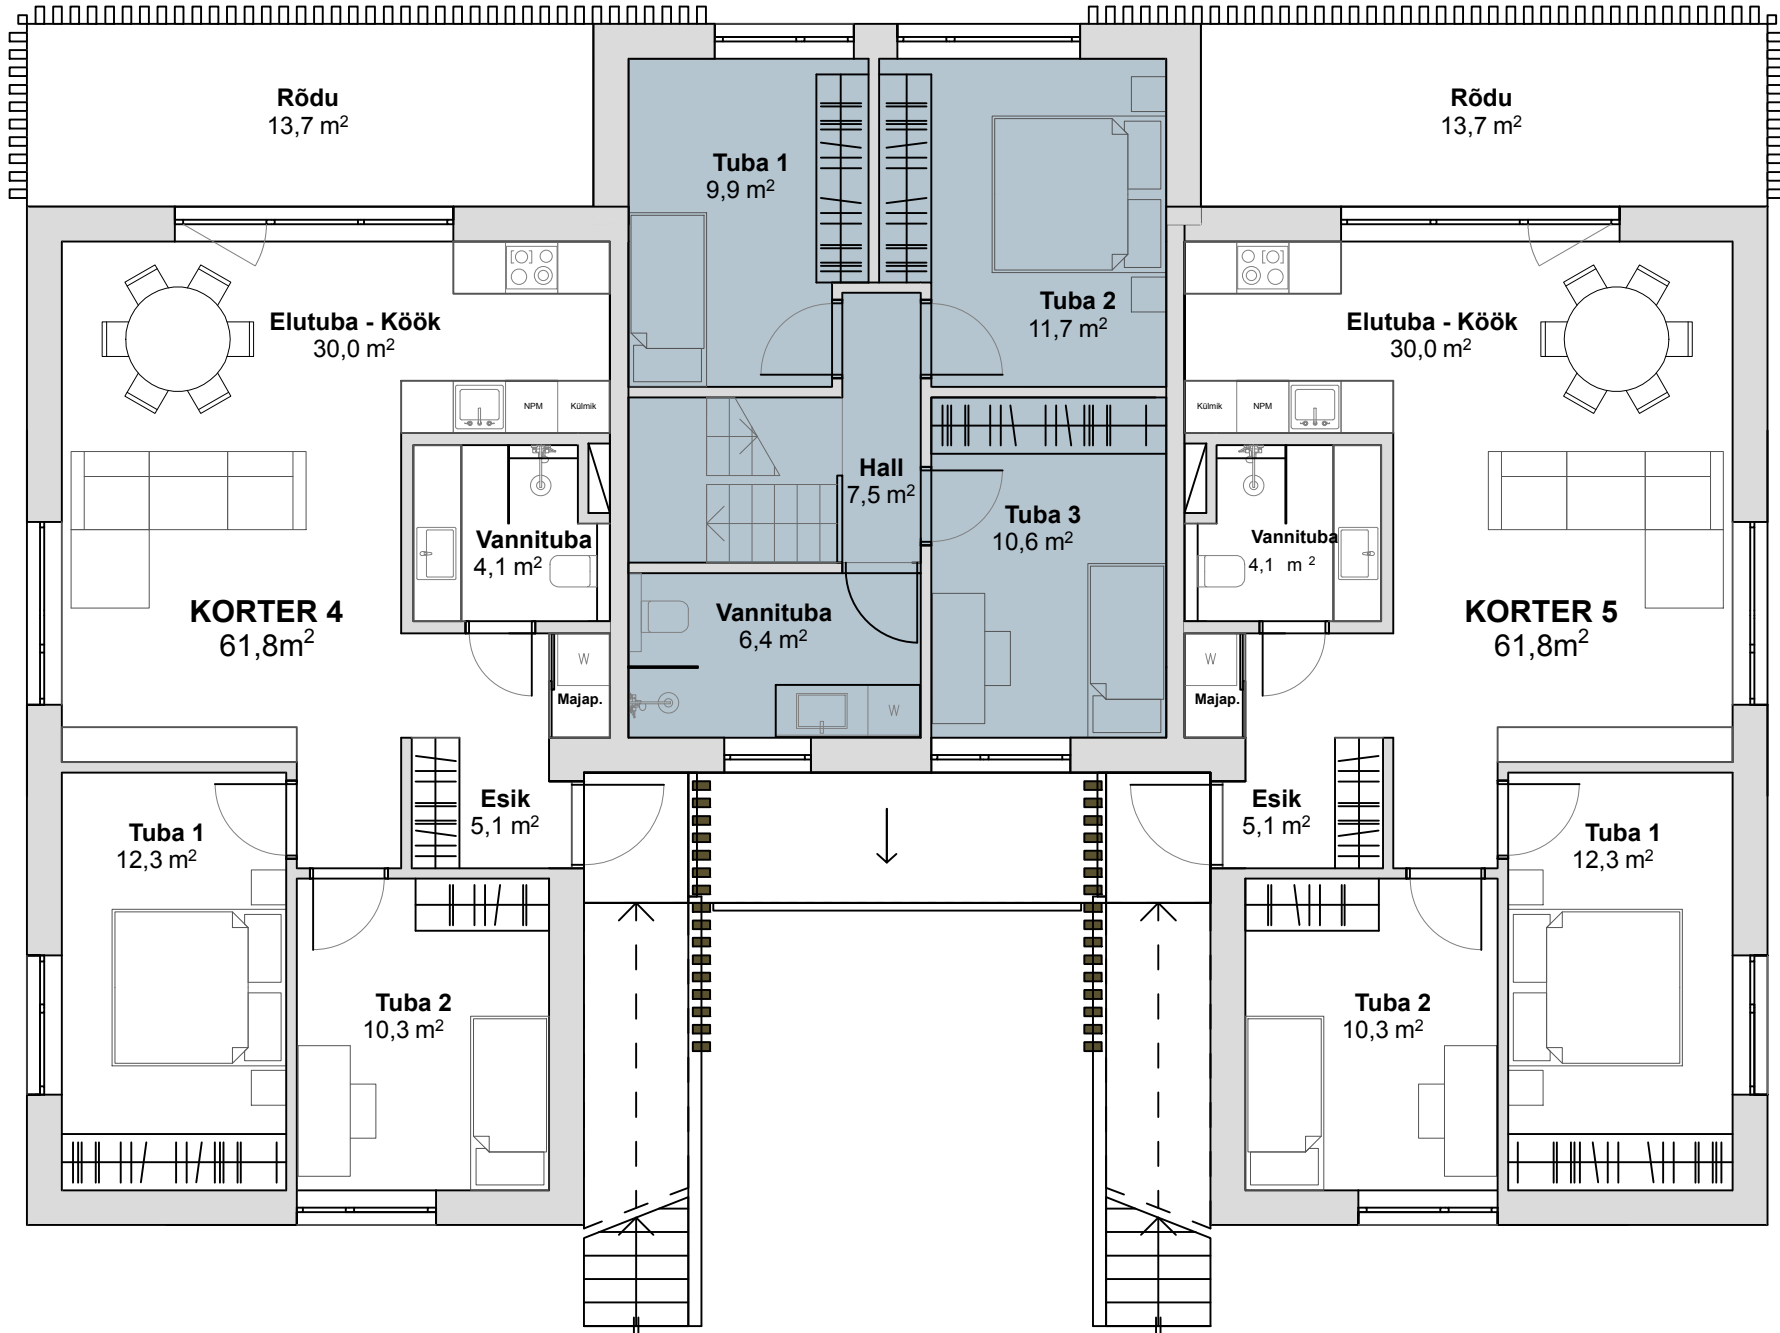 Rõdu
13,7 m²
Rõdu
13,7 m²
Tuba 1
9,9 m²
Tuba 2
11,7 m²
Elutuba - Köök
30,0 m²
Elutuba - Köök
30,0 m²
NPM
Külmik
Külmik
NPM
Hall
7,5 m²
Tuba 3
10,6 m²
Vannituba
4,1 m²
Vannituba
4,1 m ²
KORTER 4
61,8m²
Vannituba
6,4 m²
KORTER 5
61,8m²
W
Majap.
W
W
Majap.
Esik
5,1 m²
Esik
5,1 m²
Tuba 1
12,3 m²
Tuba 1
12,3 m²
Tuba 2
10,3 m²
Tuba 2
10,3 m²